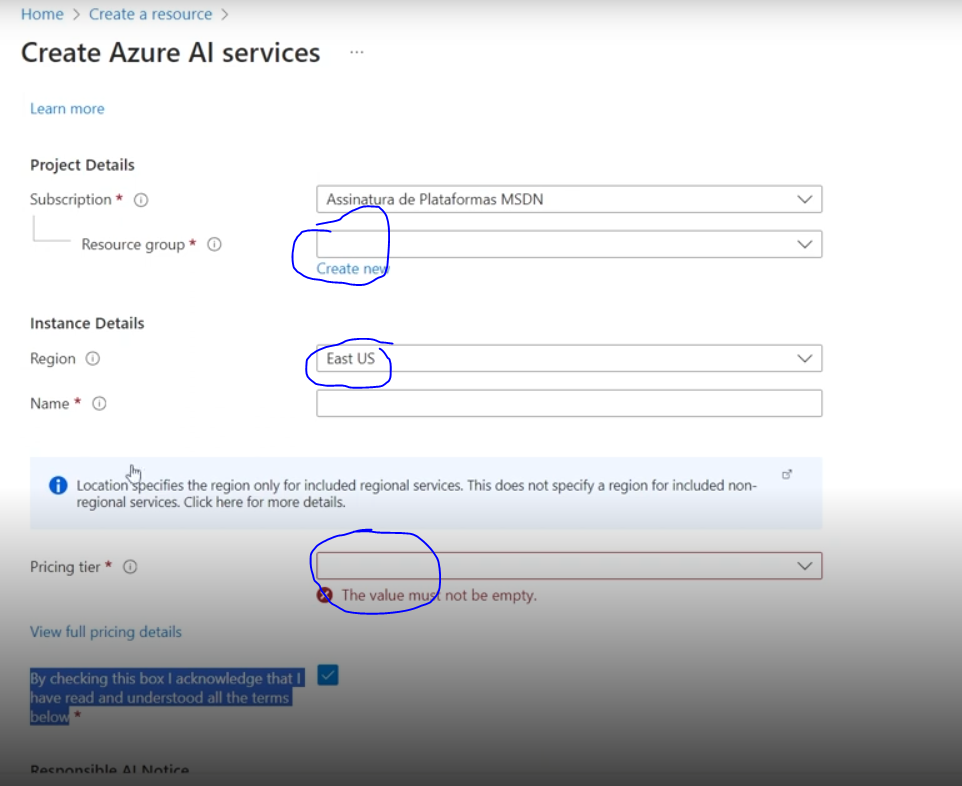 Home > Create a resource >
Create Azure AI services ...
Learn more
Project Details
Subscription *
Assinatura de Plataformas MSDN
Resource group *
Create new
Instance Details
Region
East US
Name *
Location specifies the region only for included regional services. This does not specify a region for included non-
regional services. Click here for more details.
Pricing tier *
The value must not be empty.
View full pricing details
By checking this box I acknowledge that I
have read and understood all the terms
below *
Responsible AI Notice